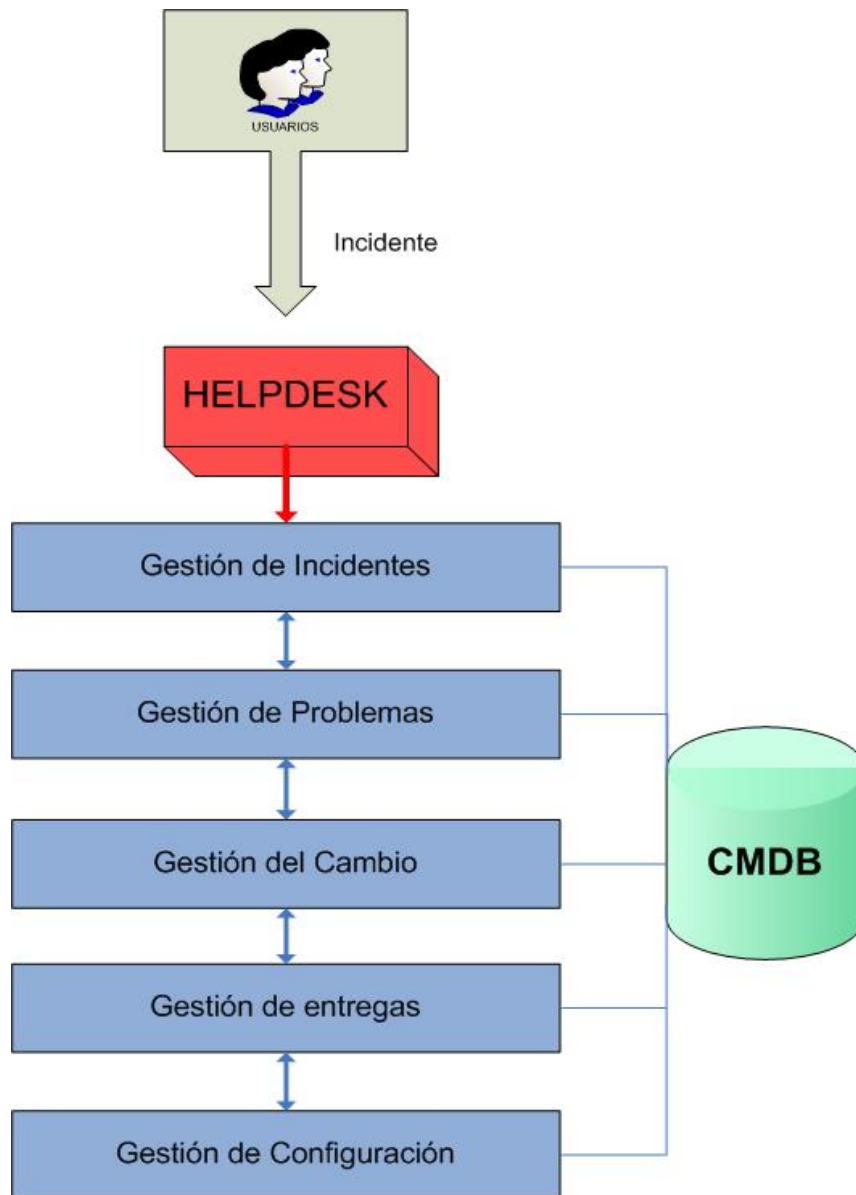 USUARIOS
Incidente
HELPDESK
Gestión de Incidentes
Gestión de Problemas
Gestión del Cambio
CMDB
Gestión de entregas
Gestión de Configuración